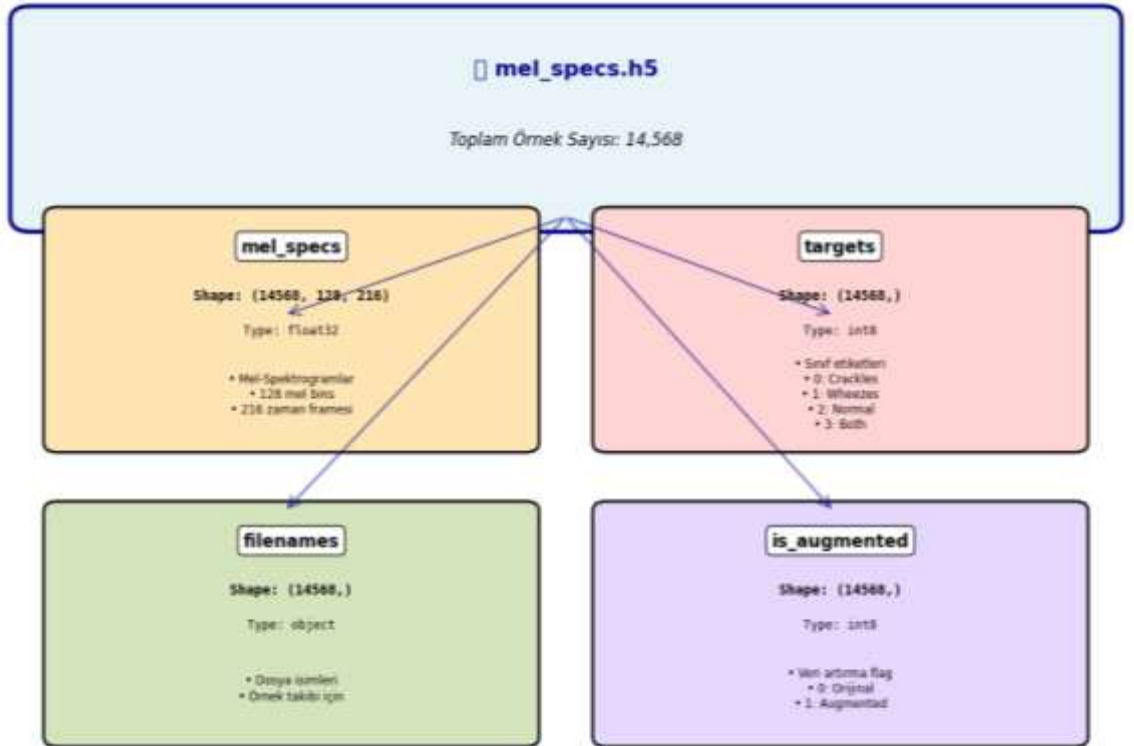 mel_specs.h5
Toplam Örnek Sayısı: 14,568
mel_specs
Shape: (14568, 128, 216)
Type: float32
• Mel-Spektrogramlar
• 128 mel bins
• 216 zaman framesi
targets
Shape: (14568,)
Type: int8
• Sınıf etiketleri
• 0: Crackles
• 1: Wheezes
• 2: Normal
• 3: Both
filenames
Shape: (14568,)
Type: object
• Dosya isimleri
• Örnek takibi için
is_augmented
Shape: (14568,)
Type: int8
• Veri artırma flag
• 0: Orijinal
• 1: Augmented